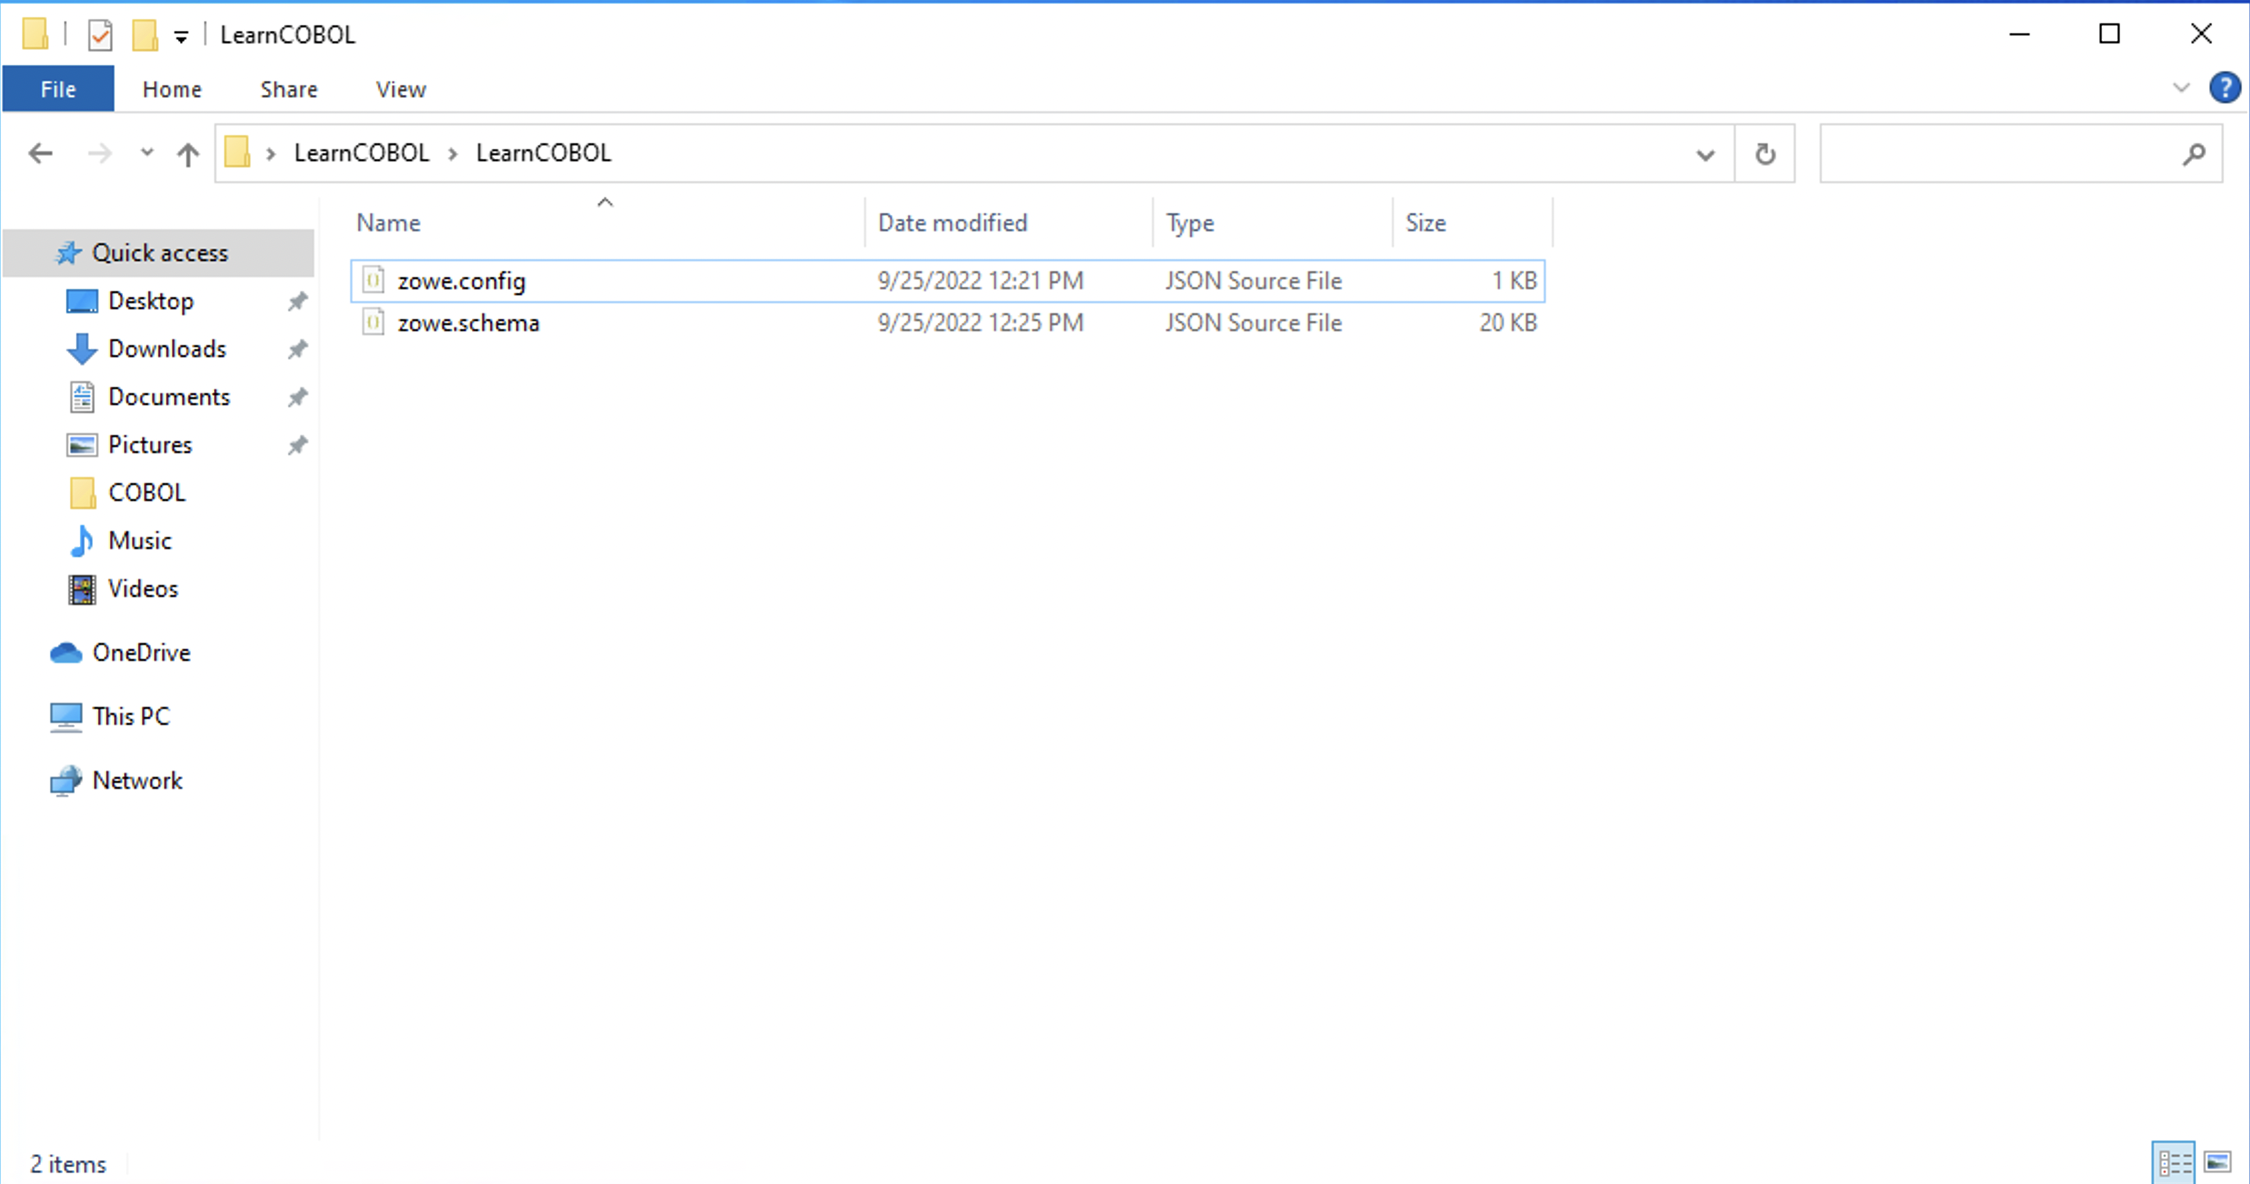 LearnCOBOL
File Home Share View ?
LearnCOBOL LearnCOBOL
Name Date modified Type Size
Quick access
zowe.config 9/25/2022 12:21 PM JSON Source File 1 KB
zowe.schema 9/25/2022 12:25 PM JSON Source File 20 KB
Desktop
Downloads
Documents
Pictures
COBOL
Music
Videos
OneDrive
This PC
Network
2 items